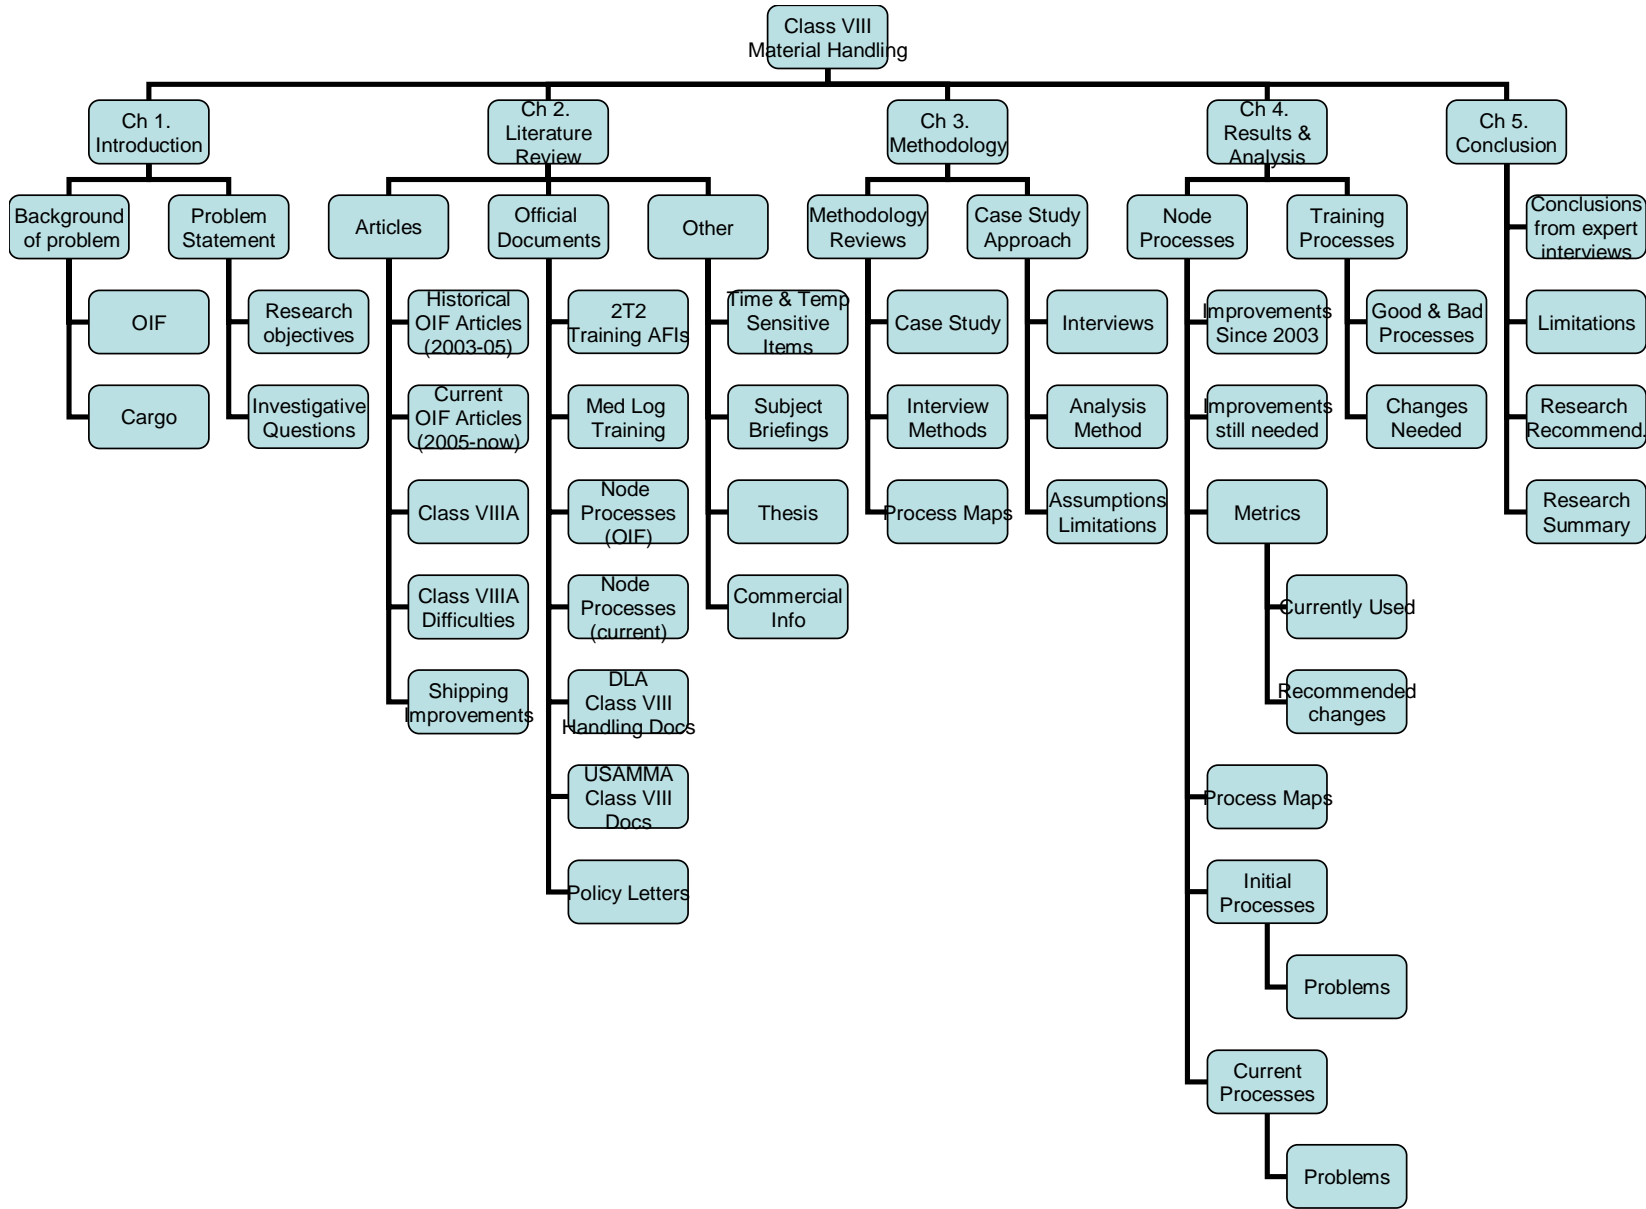 Class VIII
Material Handling
Ch 1.
Introduction
Ch 2.
Literature
Review
Ch 3.
Methodology
Ch 4.
Results &
Analysis
Ch 5.
Conclusion
Background
of problem
Problem
Statement
Articles
Official
Documents
Other
Methodology
Reviews
Case Study
Approach
Node
Processes
Training
Processes
Conclusions
from expert
interviews
OIF
Research
objectives
Historical
OIF Articles
(2003-05)
2T2
Training AFIs
Time & Temp
Sensitive
Items
Case Study
Interviews
Improvements
Since 2003
Good & Bad
Processes
Limitations
Cargo
Investigative
Questions
Current
OIF Articles
(2005-now)
Med Log
Training
Subject
Briefings
Interview
Methods
Analysis
Method
Improvements
still needed
Changes
Needed
Research
Recommend.
Class VIIIA
Node
Processes
(OIF)
Thesis
Process Maps
Assumptions
Limitations
Metrics
Research
Summary
Class VIIIA
Difficulties
Node
Processes
(current)
Commercial
Info
Currently Used
Shipping
Improvements
DLA
Class VIII
Handling Docs
Recommended
changes
USAMMA
Class VIII
Docs
Process Maps
Policy Letters
Initial
Processes
Problems
Current
Processes
Problems